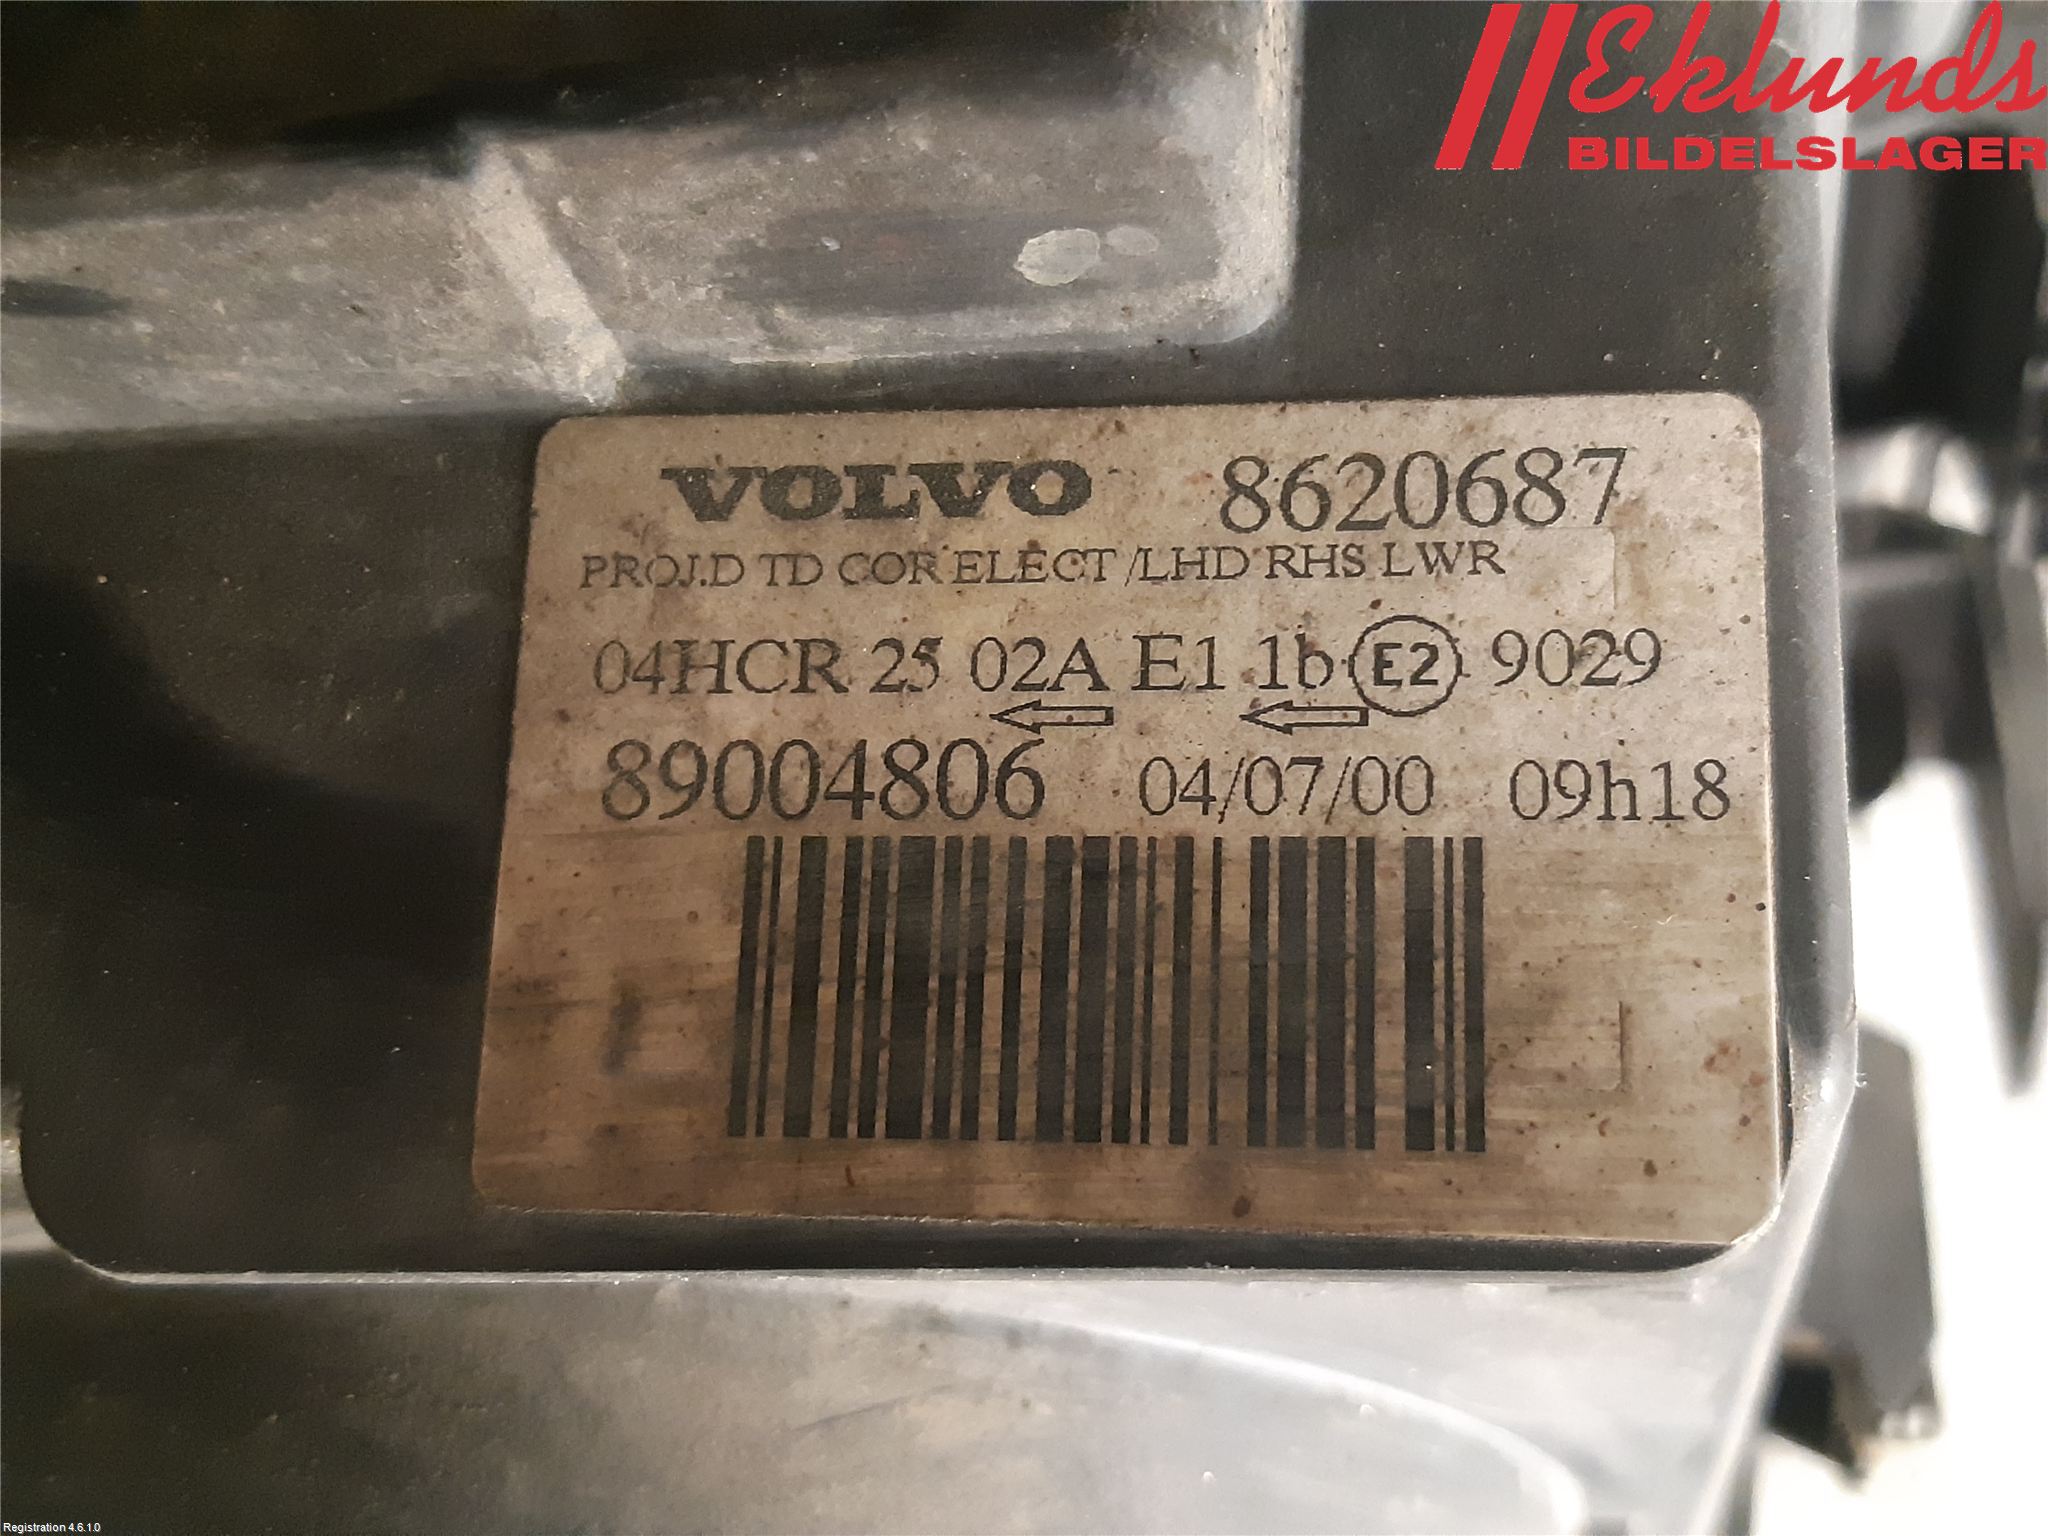 Eklunds
BILDELSLAGER
VOLVO 8620687
PROJ.D TD COR ELECT /LHD RHS LWR
04HCR 25 02A E1 1b E2 9029
89004806 04/07/00 09h18
Registration 4.6.1.0